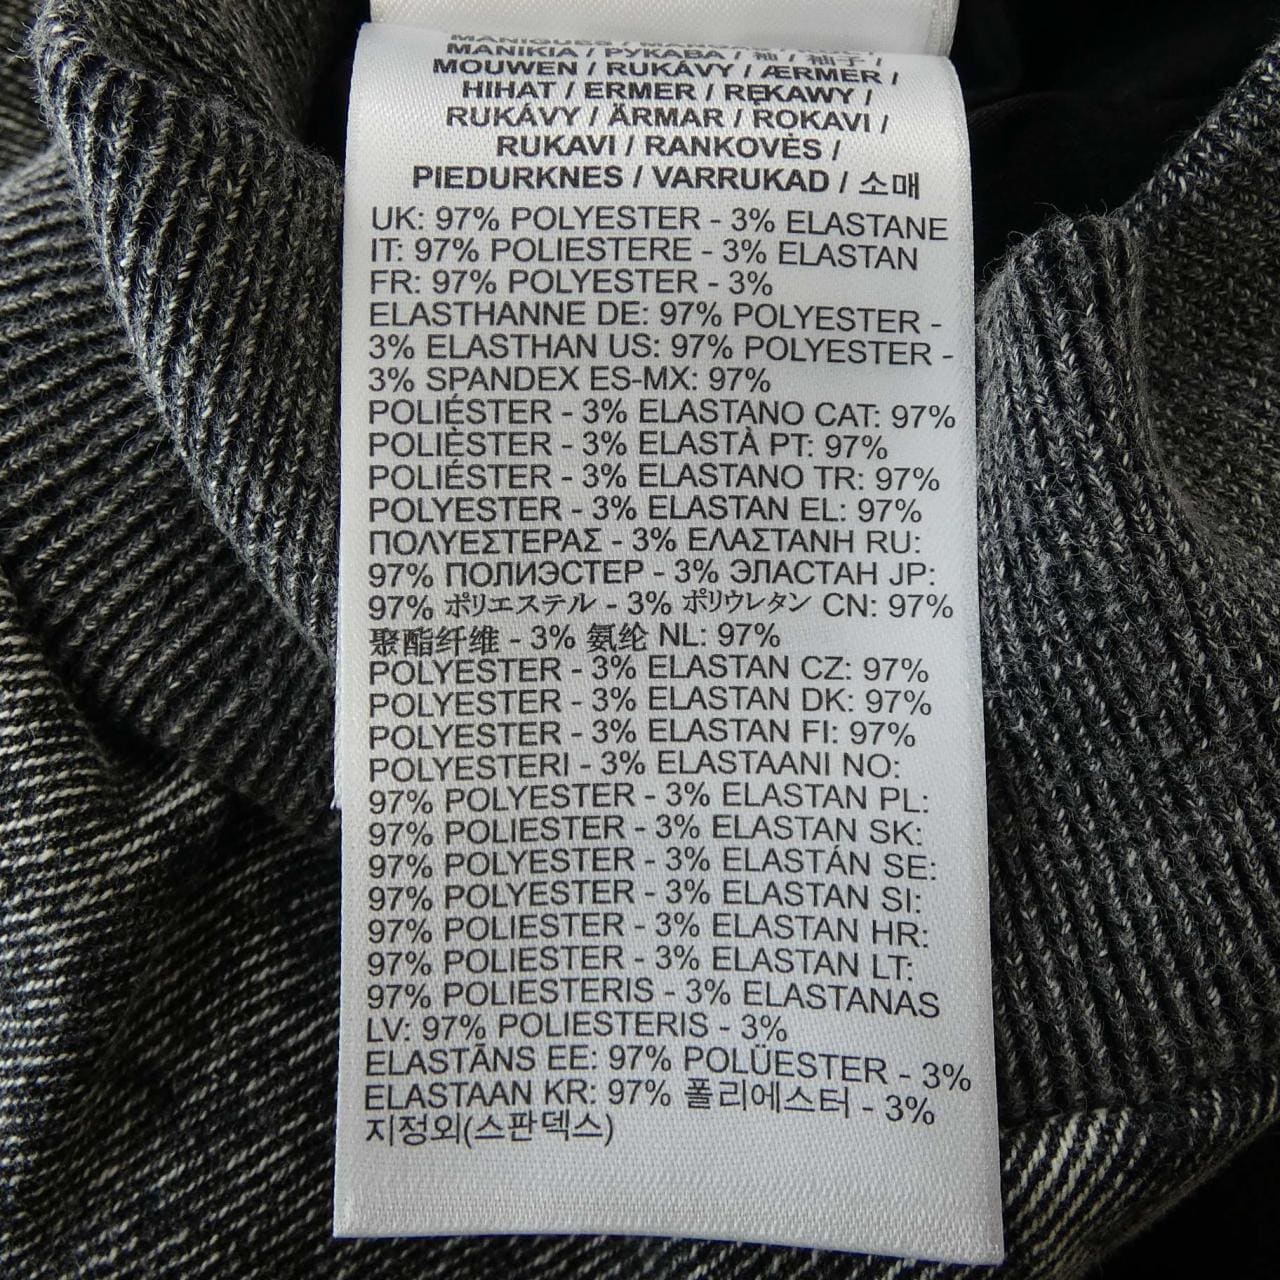 MANIKIA / РУКАВА / 袖 / 袖子 /
MOUWEN / RUKÁVY / ÆRMER /
HIHAT / ERMER / RĘKAWY /
RUKÁVY / ÄRMAR / ROKAVI /
RUKAVI / RANKOVĖS /
PIEDURKNES / VARRUKAD / 소매
UK: 97% POLYESTER - 3% ELASTANE
IT: 97% POLIESTERE - 3% ELASTAN
FR: 97% POLYESTER - 3%
ELASTHANNE DE: 97% POLYESTER -
3% ELASTHAN US: 97% POLYESTER -
3% SPANDEX ES-MX: 97%
POLIÉSTER - 3% ELASTANO CAT: 97%
POLIÈSTER - 3% ELASTÀ PT: 97%
POLIÉSTER - 3% ELASTANO TR: 97%
POLYESTER - 3% ELASTAN EL: 97%
ΠΟΛΥΕΣΤΕΡΑΣ - 3% ΕΛΑΣΤΑΝΗ RU:
97% ПОЛИЭСТЕР - 3% ЭЛАСТАН JP:
97% ポリエステル - 3% ポリウレタン CN: 97%
聚酯纤维 - 3% 氨纶 NL: 97%
POLYESTER - 3% ELASTAN CZ: 97%
POLYESTER - 3% ELASTAN DK: 97%
POLYESTER - 3% ELASTAN FI: 97%
POLYESTERI - 3% ELASTAANI NO:
97% POLYESTER - 3% ELASTAN PL:
97% POLIESTER - 3% ELASTAN SK:
97% POLYESTER - 3% ELASTÁN SE:
97% POLYESTER - 3% ELASTAN SI:
97% POLIESTER - 3% ELASTAN HR:
97% POLIESTER - 3% ELASTAN LT:
97% POLIESTERIS - 3% ELASTANAS
LV: 97% POLIESTERIS - 3%
ELASTĀNS EE: 97% POLÜESTER - 3%
ELASTAAN KR: 97% 폴리에스터 - 3%
지정외(스판덱스)